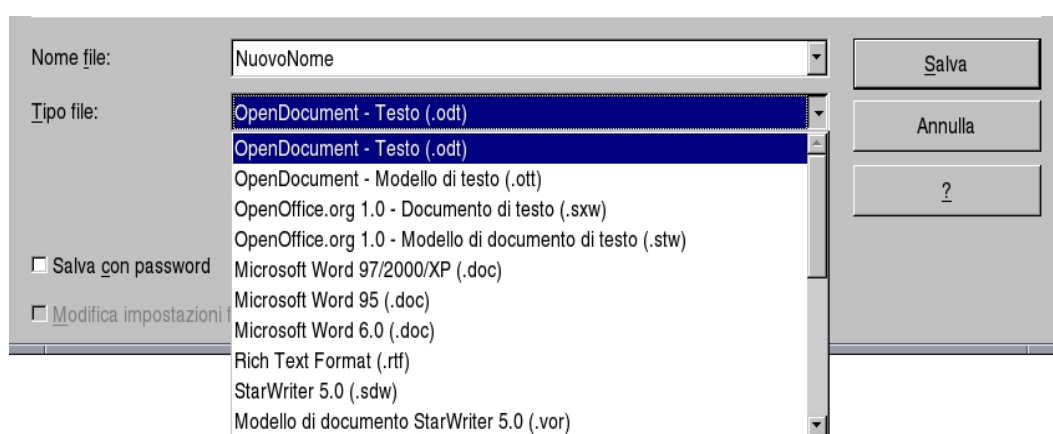 Nome file:
NuovoNome
Salva
Tipo file:
OpenDocument - Testo (.odt)
Annulla
OpenDocument - Testo (.odt)
OpenDocument - Modello di testo (.ott)
?
OpenOffice.org 1.0 - Documento di testo (.sxw)
OpenOffice.org 1.0 - Modello di documento di testo (.stw)
Salva con password
Microsoft Word 97/2000/XP (.doc)
Microsoft Word 95 (.doc)
Modifica impostazioni
Microsoft Word 6.0 (.doc)
Rich Text Format (.rtf)
StarWriter 5.0 (.sdw)
Modello di documento StarWriter 5.0 (.vor)